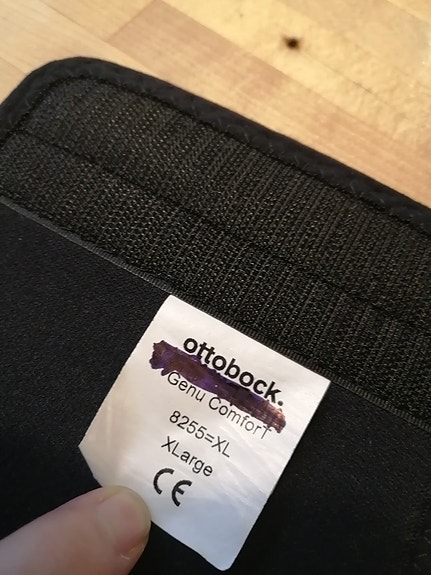 ottobock.
Genu Comfort
8255=XL
XLarge
CE